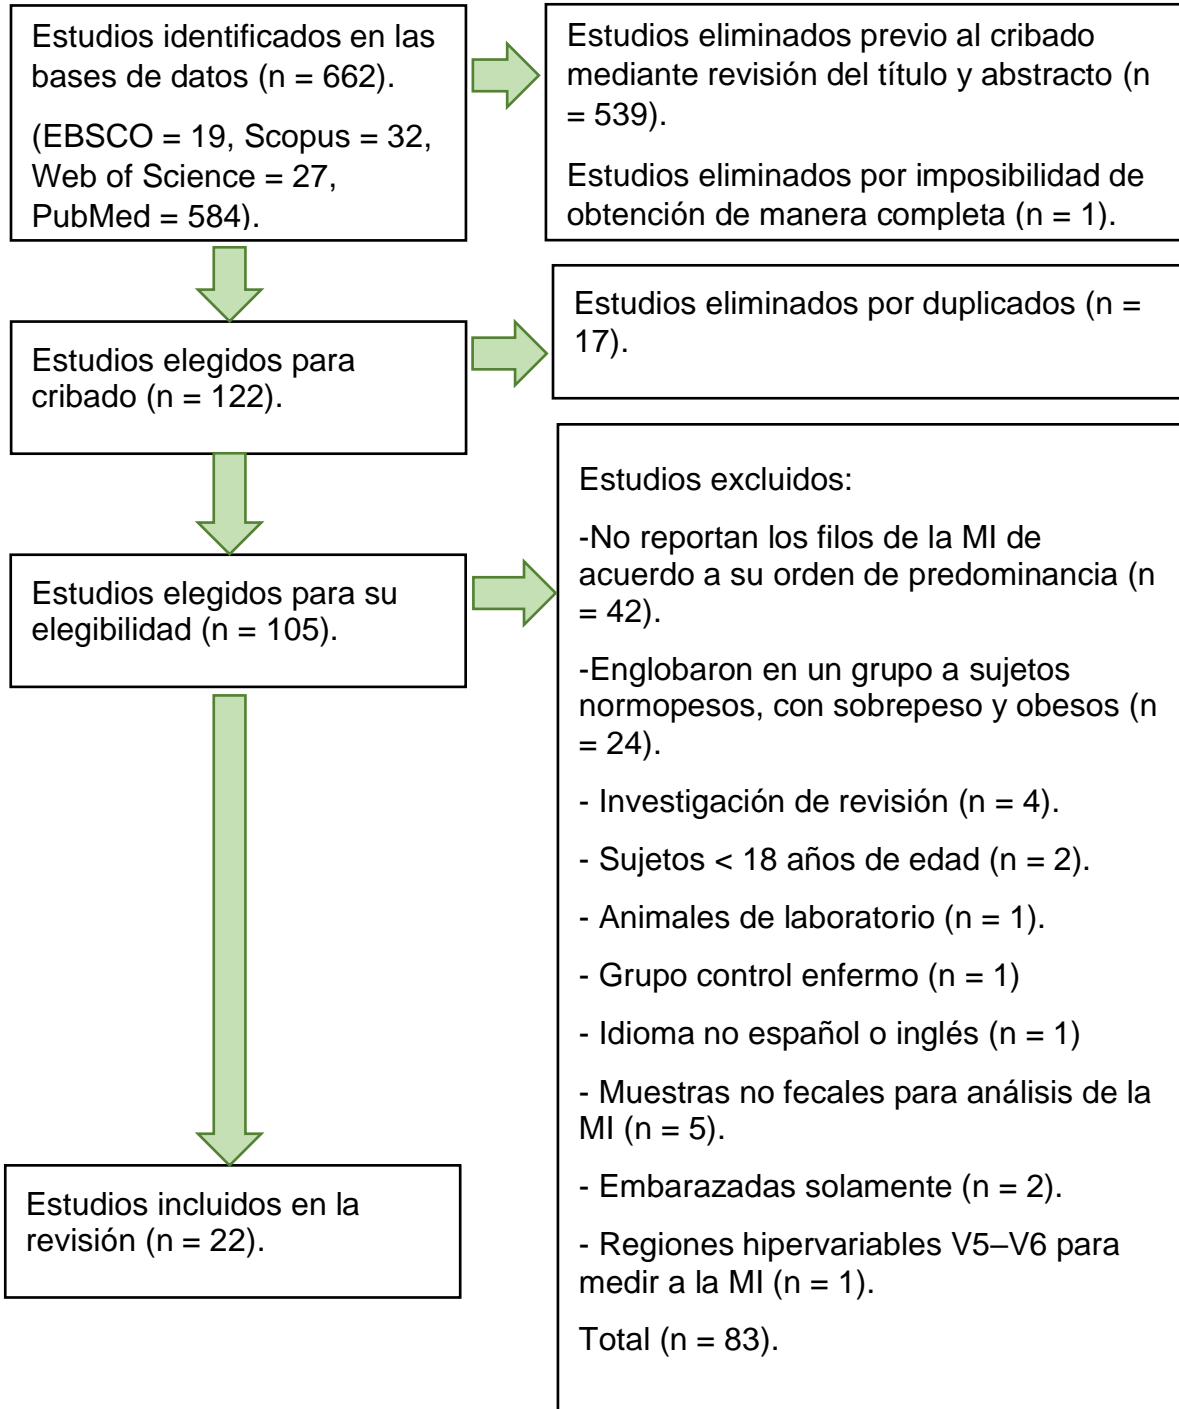 Estudios identificados en las
bases de datos (n = 662).
(EBSCO = 19, Scopus = 32,
Web of Science = 27,
PubMed = 584).
Estudios eliminados previo al cribado
mediante revisión del título y abstracto (n
= 539).
Estudios eliminados por imposibilidad de
obtención de manera completa (n = 1).
Estudios elegidos para
cribado (n = 122).
Estudios eliminados por duplicados (n =
17).
Estudios elegidos para su
elegibilidad (n = 105).
Estudios excluidos:
-No reportan los filos de la MI de
acuerdo a su orden de predominancia (n
= 42).
-Englobaron en un grupo a sujetos
normopesos, con sobrepeso y obesos (n
= 24).
- Investigación de revisión (n = 4).
- Sujetos < 18 años de edad (n = 2).
- Animales de laboratorio (n = 1).
- Grupo control enfermo (n = 1)
- Idioma no español o inglés (n = 1)
- Muestras no fecales para análisis de la
MI (n = 5).
- Embarazadas solamente (n = 2).
- Regiones hipervariables V5–V6 para
medir a la MI (n = 1).
Total (n = 83).
Estudios incluidos en la
revisión (n = 22).